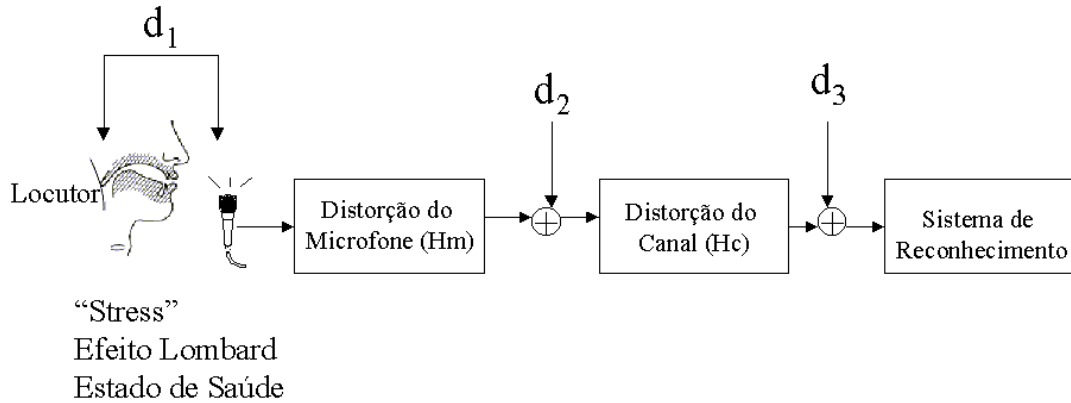 d1
d2
d3
Locutor
Distorção do
Microfone (Hm)
Distorção do
Canal (Hc)
Sistema de
Reconhecimento
“Stress”
Efeito Lombard
Estado de Saúde